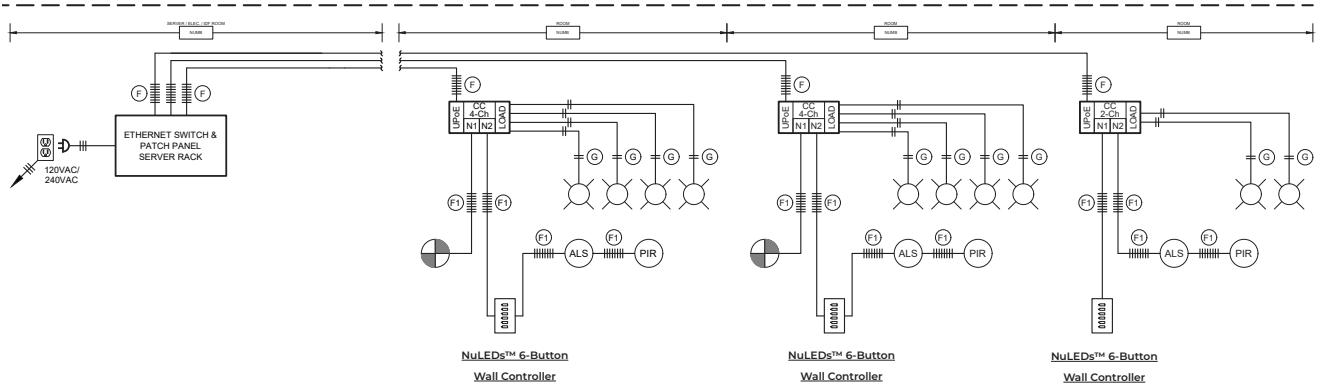 SERVER / ELEC. / IDF ROOM
NUMB
ROOM
NUMB
ROOM
NUMB
ROOM
NUMB
F
F
ETHERNET SWITCH &
PATCH PANEL
SERVER RACK
120VAC/
240VAC
F
UPoE
CC
4-Ch
N1 N2
LOAD
G
G
G
G
F1
F1
F1
F1
ALS
PIR
NuLEDs™ 6-Button
Wall Controller
F
UPoE
CC
4-Ch
N1 N2
LOAD
G
G
G
G
F1
F1
F1
F1
ALS
PIR
NuLEDs™ 6-Button
Wall Controller
F
UPoE
CC
2-Ch
N1 N2
LOAD
G
G
F1
F1
F1
F1
ALS
PIR
NuLEDs™ 6-Button
Wall Controller